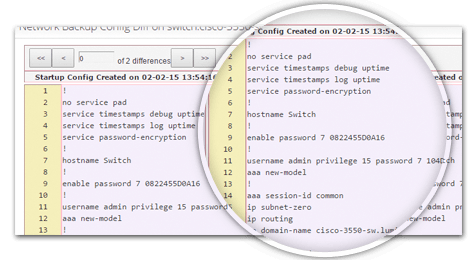 Network Backup Config Diff on switch.cisco-3550
<< < 0 of 2 differences > >>
Startup Config Created on 02-02-15 13:54:10
1 !
2 no service pad
3 service timestamps debug uptime
4 service timestamps log uptime
5 service password-encryption
6 !
7 hostname Switch
8 !
9 enable password 7 0822455D0A16
10 !
11 username admin privilege 15 password
12 aaa new-model
13 !
Config Created on 02-02-15 13:54
!
2 no service pad
3 service timestamps debug uptime
4 service timestamps log uptime
5 service password-encryption
6 !
7 hostname Switch
8 !
9 enable password 7 0822455D0A16
10 !
11 username admin privilege 15 password 7 104
12 aaa new-model
13 !
14 aaa session-id common
ip subnet-zero
ip routing
domain-name cisco-3550-sw.lum